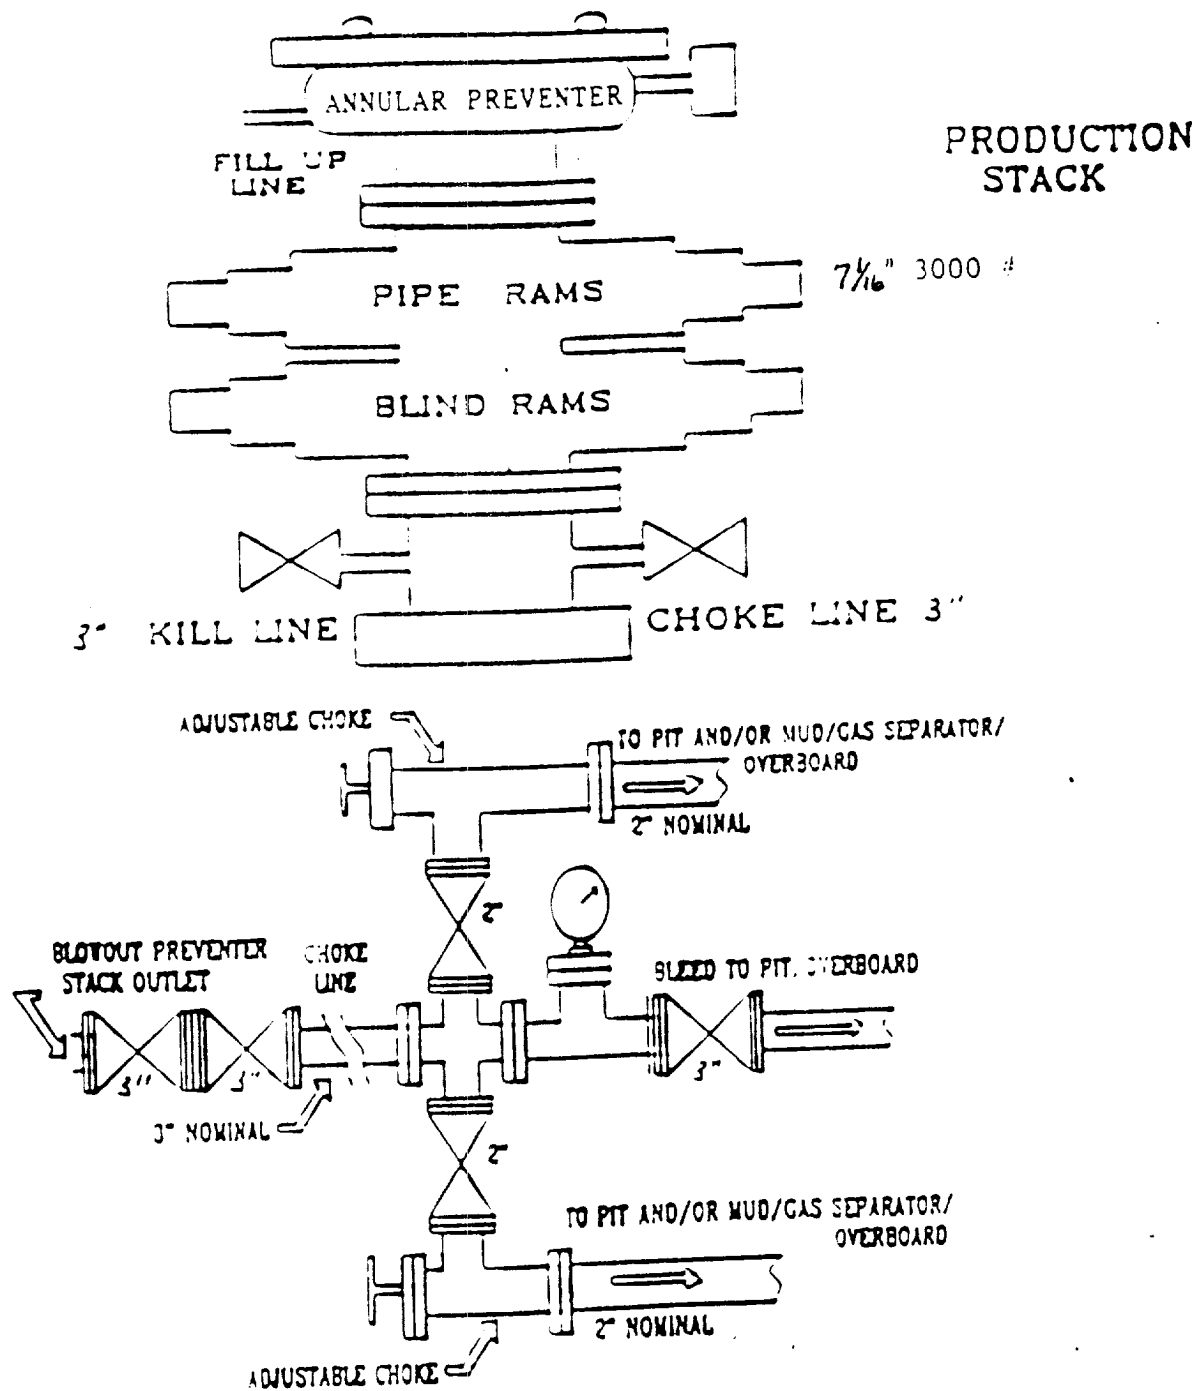 ANNULAR PREVENTER
FILL UP
LINE
PRODUCTION
STACK
PIPE RAMS
7 1/16" 3000 #
BLIND RAMS
3" KILL LINE
CHOKE LINE 3"
ADJUSTABLE CHOKE
TO PIT AND/OR MUD/GAS SEPARATOR/
OVERBOARD
2" NOMINAL
2"
BLOWOUT PREVENTER
STACK OUTLET
CHOKE
LINE
BLEED TO PIT, OVERBOARD
3"
3"
3"
3" NOMINAL
2"
TO PIT AND/OR MUD/GAS SEPARATOR/
OVERBOARD
2" NOMINAL
ADJUSTABLE CHOKE